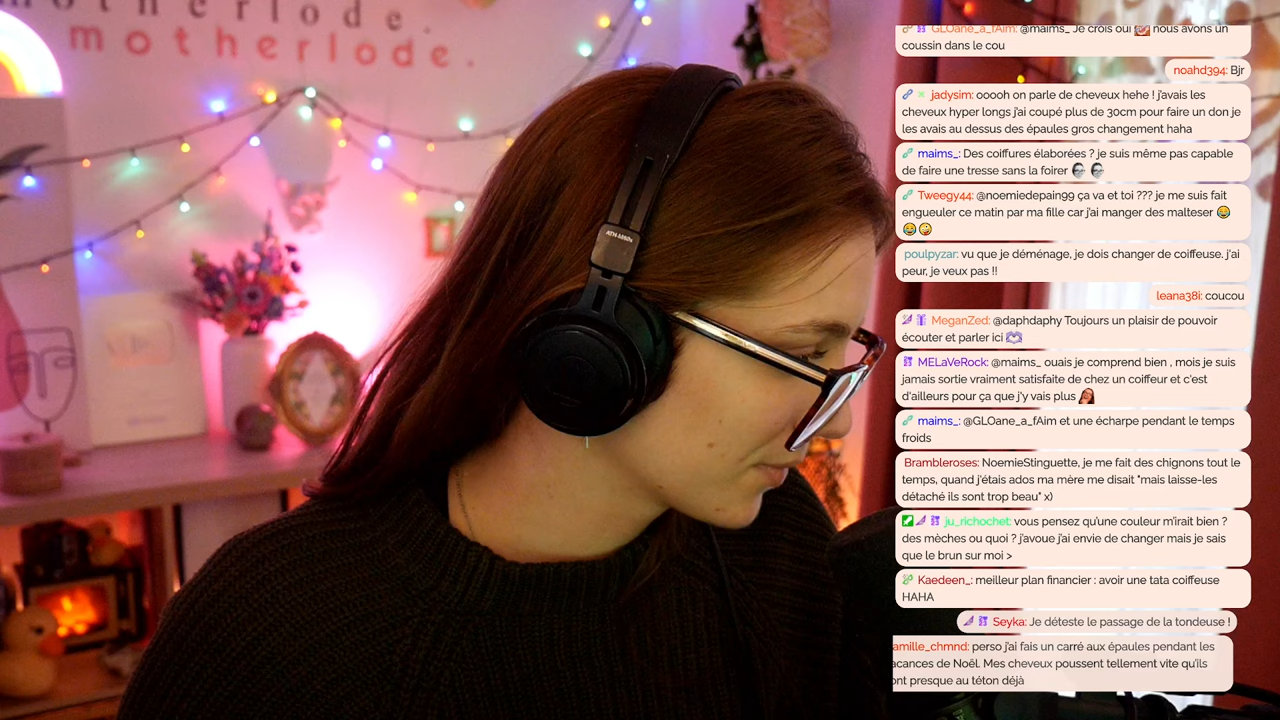 motherlode.
motherlode.
ATH-M60x
GLOane_a_fAim: @maims_ Je crois oui nous avons un
coussin dans le cou
noahd394: Bjr
jadysim: ooooh on parle de cheveux hehe ! j'avais les
cheveux hyper longs j'ai coupé plus de 30cm pour faire un don je
les avais au dessus des épaules gros changement haha
maims_: Des coiffures élaborées ? je suis même pas capable
de faire une tresse sans la foirer
Tweegy44: @noemiedepain99 ça va et toi ??? je me suis fait
engueuler ce matin par ma fille car j'ai manger des malteser 😂
😂🤪
poulpyzar: vu que je déménage, je dois changer de coiffeuse. j'ai
peur, je veux pas !!
leana38i: coucou
MeganZed: @daphdaphy Toujours un plaisir de pouvoir
écouter et parler ici
MELaVeRock: @maims_ ouais je comprend bien , mois je suis
jamais sortie vraiment satisfaite de chez un coiffeur et c'est
d'ailleurs pour ça que j'y vais plus
maims_: @GLOane_a_fAim et une écharpe pendant le temps
froids
Brambleroses: NoemieStinguette, je me fait des chignons tout le
temps, quand j'étais ados ma mère me disait "mais laisse-les
détaché ils sont trop beau" x)
ju_richochet: vous pensez qu'une couleur m'irait bien ?
des mèches ou quoi ? j'avoue j'ai envie de changer mais je sais
que le brun sur moi >
Kaedeen_: meilleur plan financier : avoir une tata coiffeuse
HAHA
Seyka: Je déteste le passage de la tondeuse !
amille_chmnd: perso j'ai fais un carré aux épaules pendant les
acances de Noël. Mes cheveux poussent tellement vite qu'ils
ont presque au téton déjà